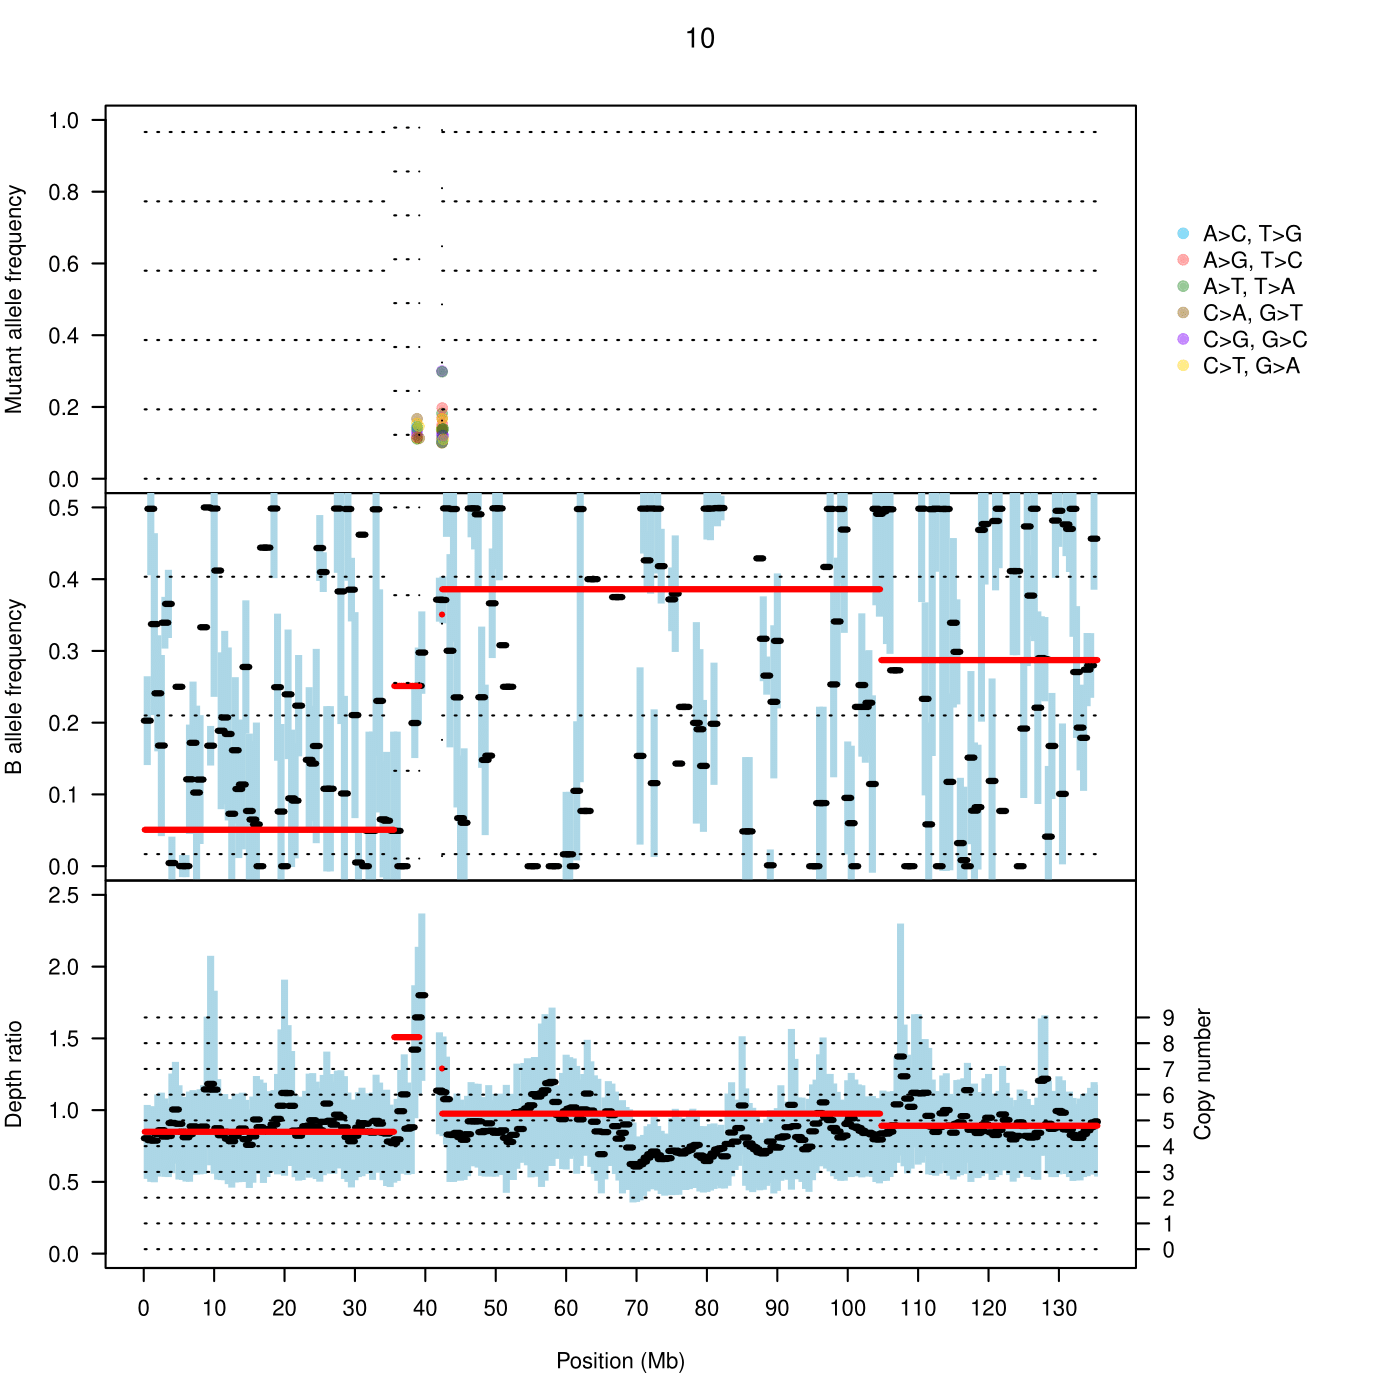 10
Mutant allele frequency
1.0
0.8
0.6
0.4
0.2
0.0
A>C, T>G
A>G, T>C
A>T, T>A
C>A, G>T
C>G, G>C
C>T, G>A
B allele frequency
0.5
0.4
0.3
0.2
0.1
0.0
Depth ratio
2.5
2.0
1.5
1.0
0.5
0.0
9
8
7
6
5
4
3
2
1
0
Copy number
0 10 20 30 40 50 60 70 80 90 100 110 120 130
Position (Mb)